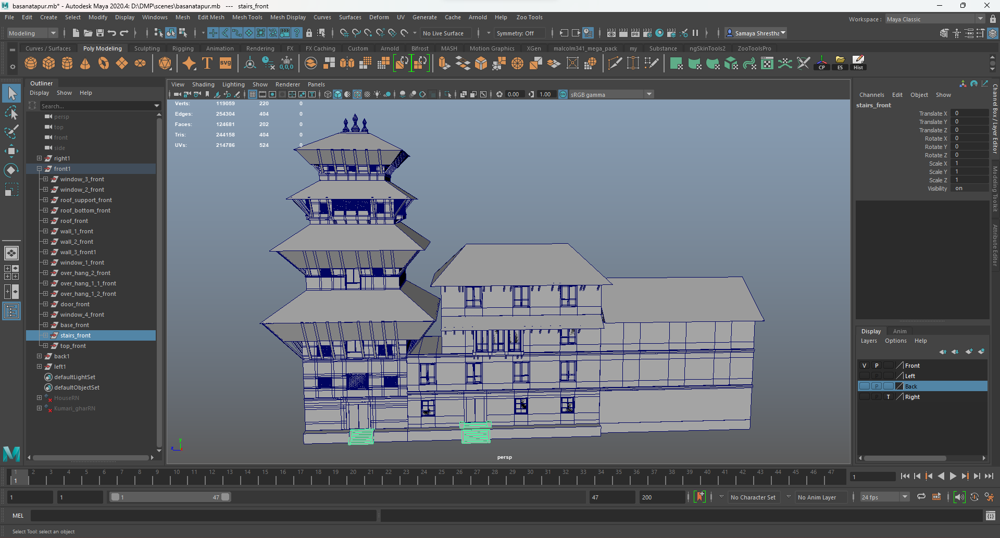 basanatapur.mb* - Autodesk Maya 2020.4: D:\DMP\scenes\basanatapur.mb --- stairs_front
File Edit Create Select Modify Display Windows Mesh Edit Mesh Mesh Tools Mesh Display Curves Surfaces Deform UV Generate Cache Arnold Help Zoo Tools
Workspace : Maya Classic
Modeling No Live Surface Symmetry: Off Samaya Shrestha
Curves / Surfaces Poly Modeling Sculpting Rigging Animation Rendering FX FX Caching Custom Arnold Bifrost MASH Motion Graphics XGen malcolm341_mega_pack my Substance ngSkinTools2 ZooToolsPro
SVG 0,0,0 CP ES Hist
Outliner
Display Show Help
Search...
persp
top
front
side
right1
front1
window_3_front
window_2_front
roof_support_front
roof_bottom_front
roof_front
wall_1_front
wall_2_front
wall_3_front1
window_1_front
over_hang_2_front
over_hang_1_1_front
over_hang_1_2_front
door_front
window_4_front
base_front
stairs_front
top_front
back1
left1
defaultLightSet
defaultObjectSet
HouseRN
Kumari_gharRN
View Shading Lighting Show Renderer Panels
0.00 1.00 ON sRGB gamma
Verts: 119059 220 0
Edges: 254304 404 0
Faces: 124681 202 0
Tris: 244158 404 0
UVs: 214786 524 0
y
z
persp
Channels Edit Object Show
stairs_front
Translate X 0
Translate Y 0
Translate Z 0
Rotate X 0
Rotate Y 0
Rotate Z 0
Scale X 1
Scale Y 1
Scale Z 1
Visibility on
Channel Box / Layer Editor
Modeling Toolkit
Attribute Editor
Display Anim
Layers Options Help
V P Front
P Left
P Back
P T Right
1 2 3 4 5 6 7 8 9 10 11 12 13 14 15 16 17 18 19 20 21 22 23 24 25 26 27 28 29 30 31 32 33 34 35 36 37 38 39 40 41 42 43 44 45 46 47
1 1
1 1 1 47 47 200 No Character Set No Anim Layer 24 fps
MEL
Select Tool: select an object